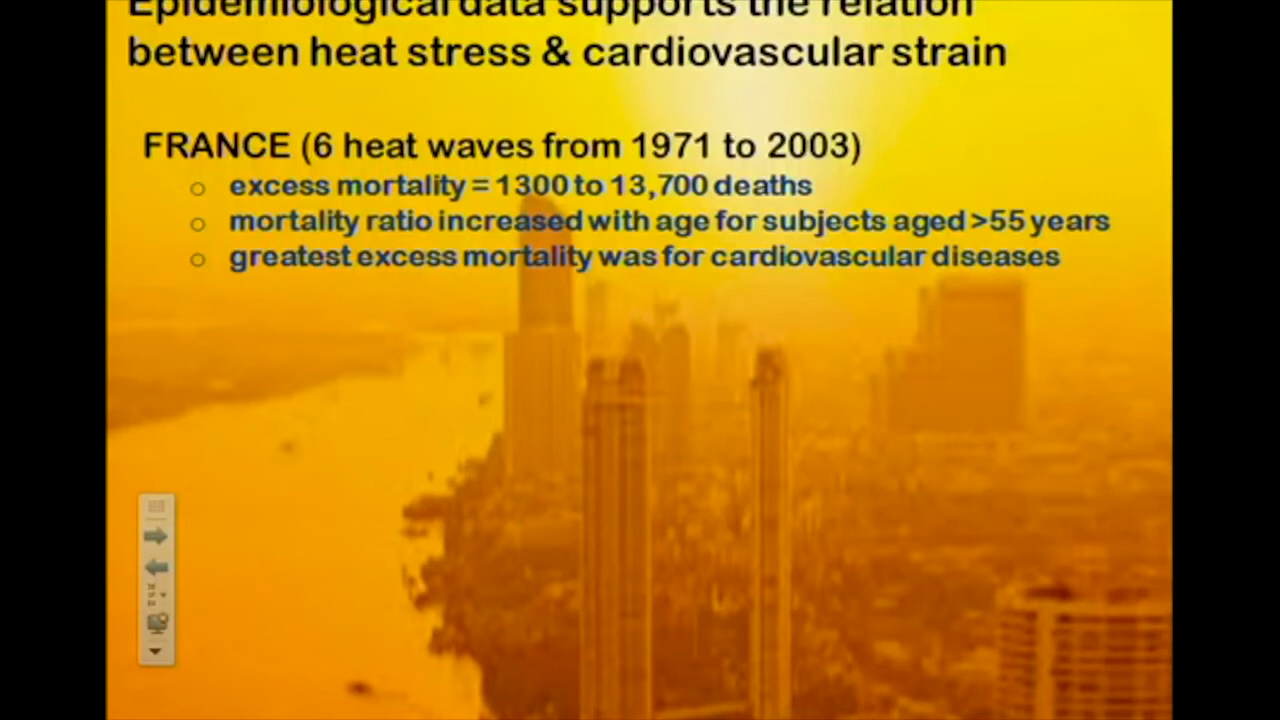 Epidemiological data supports the relation
between heat stress & cardiovascular strain
FRANCE (6 heat waves from 1971 to 2003)
○ excess mortality = 1300 to 13,700 deaths
○ mortality ratio increased with age for subjects aged >55 years
○ greatest excess mortality was for cardiovascular diseases